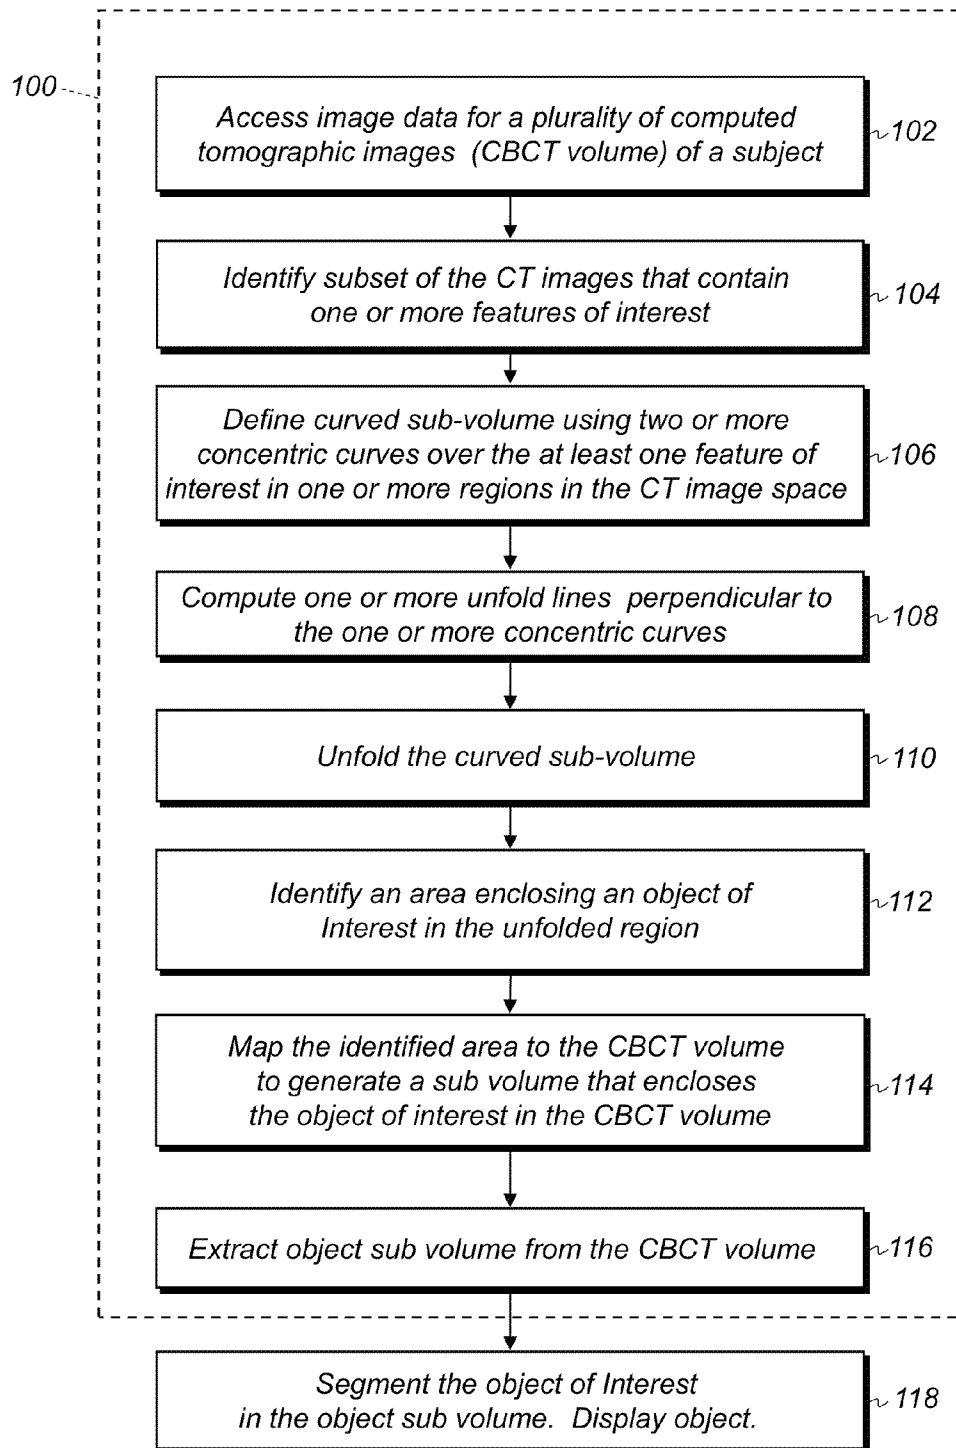 100
Access image data for a plurality of computed
tomographic images (CBCT volume) of a subject
102
Identify subset of the CT images that contain
one or more features of interest
104
Define curved sub-volume using two or more
concentric curves over the at least one feature of
interest in one or more regions in the CT image space
106
Compute one or more unfold lines perpendicular to
the one or more concentric curves
108
Unfold the curved sub-volume
110
Identify an area enclosing an object of
Interest in the unfolded region
112
Map the identified area to the CBCT volume
to generate a sub volume that encloses
the object of interest in the CBCT volume
114
Extract object sub volume from the CBCT volume
116
Segment the object of Interest
in the object sub volume. Display object.
118